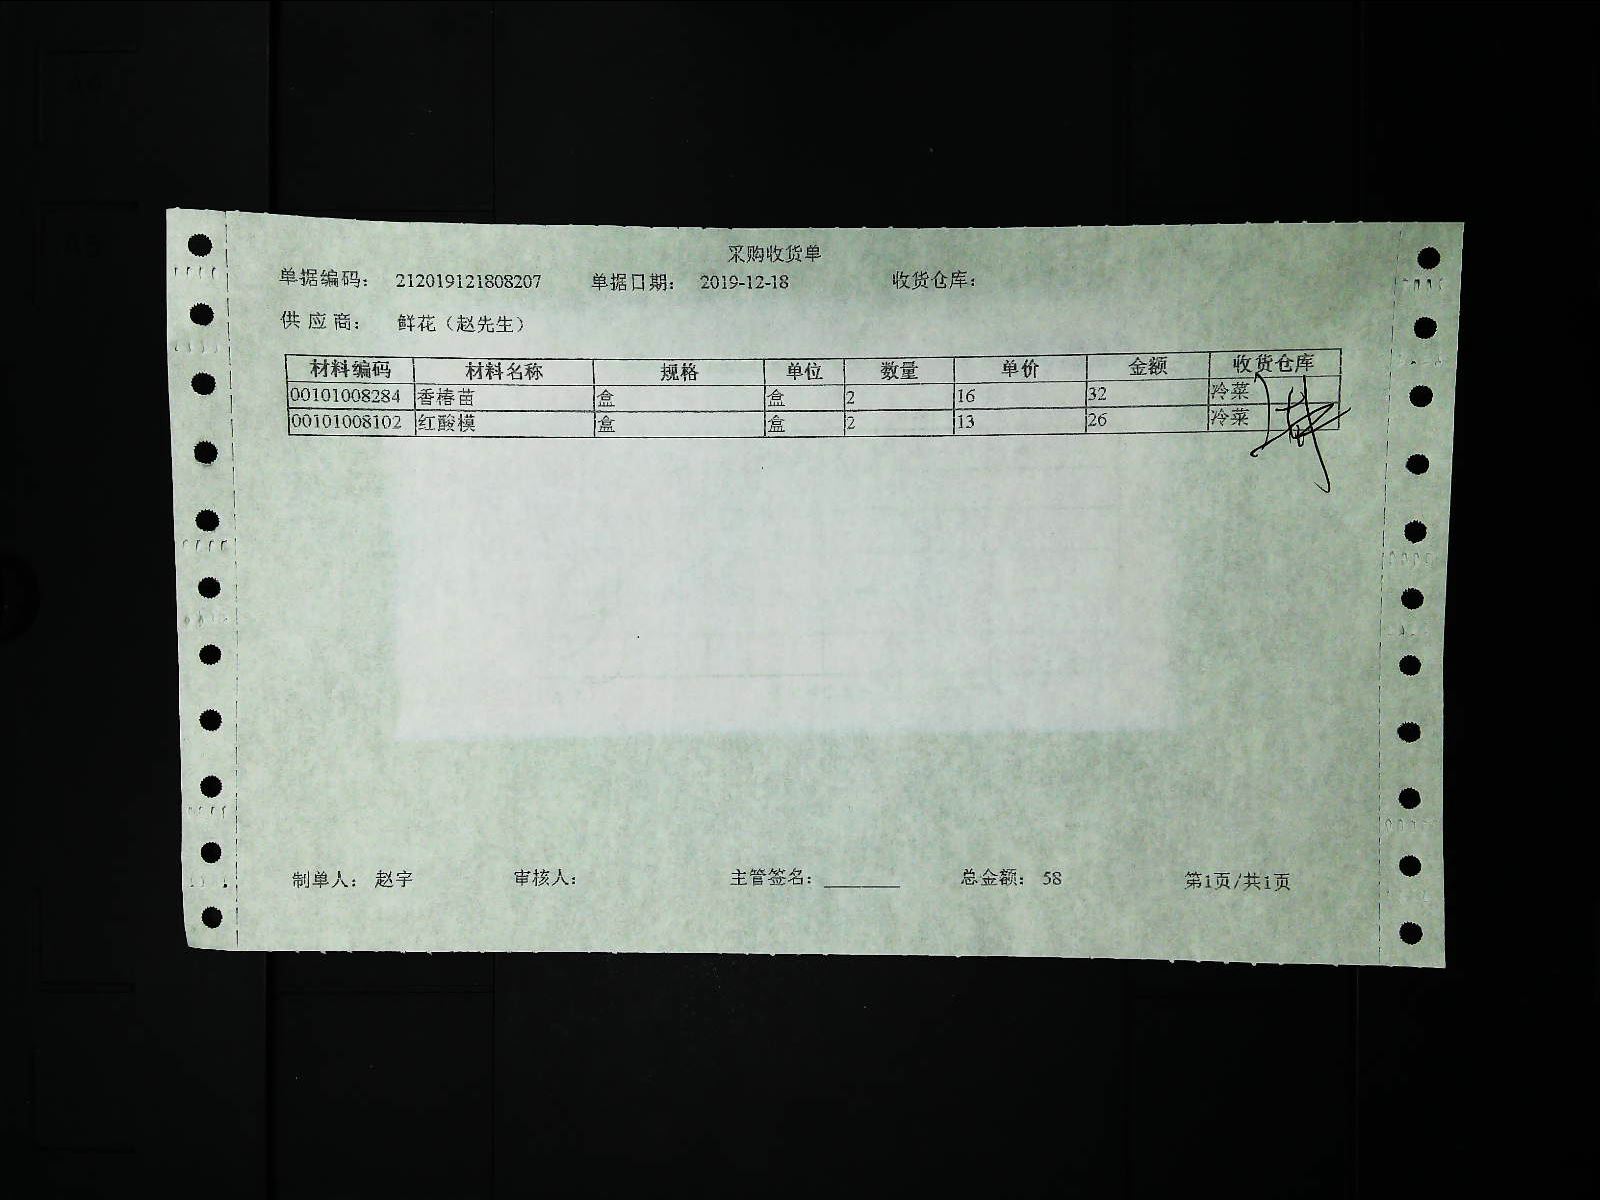 采购收货单
单据编码： 212019121808207 单据日期： 2019-12-18 收货仓库：
供应商： 鲜花（赵先生）
材料编码 材料名称 规格 单位 数量 单价 金额 收货仓库
00101008284 香椿苗 盒 盒 2 16 32 冷菜
00101008102 红酸模 盒 盒 2 13 26 冷菜
制单人： 赵宇 审核人： 主管签名：________ 总金额： 58 第1页/共1页